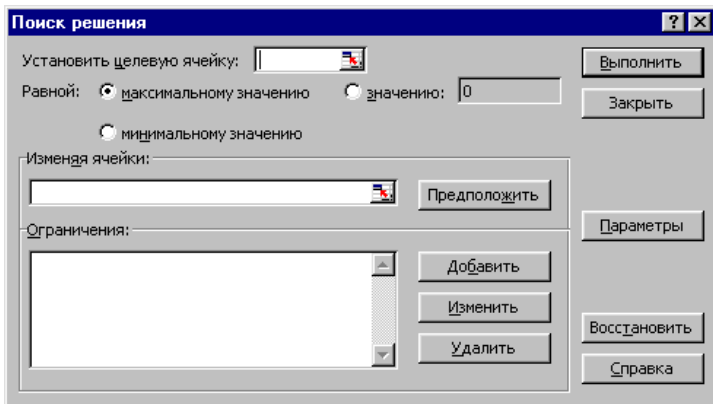 Поиск решения
Установить целевую ячейку:
Выполнить
Равной: максимальному значению значению: 0
Закрыть
минимальному значению
Изменяя ячейки:
Предположить
Параметры
Ограничения:
Добавить
Изменить
Восстановить
Удалить
Справка